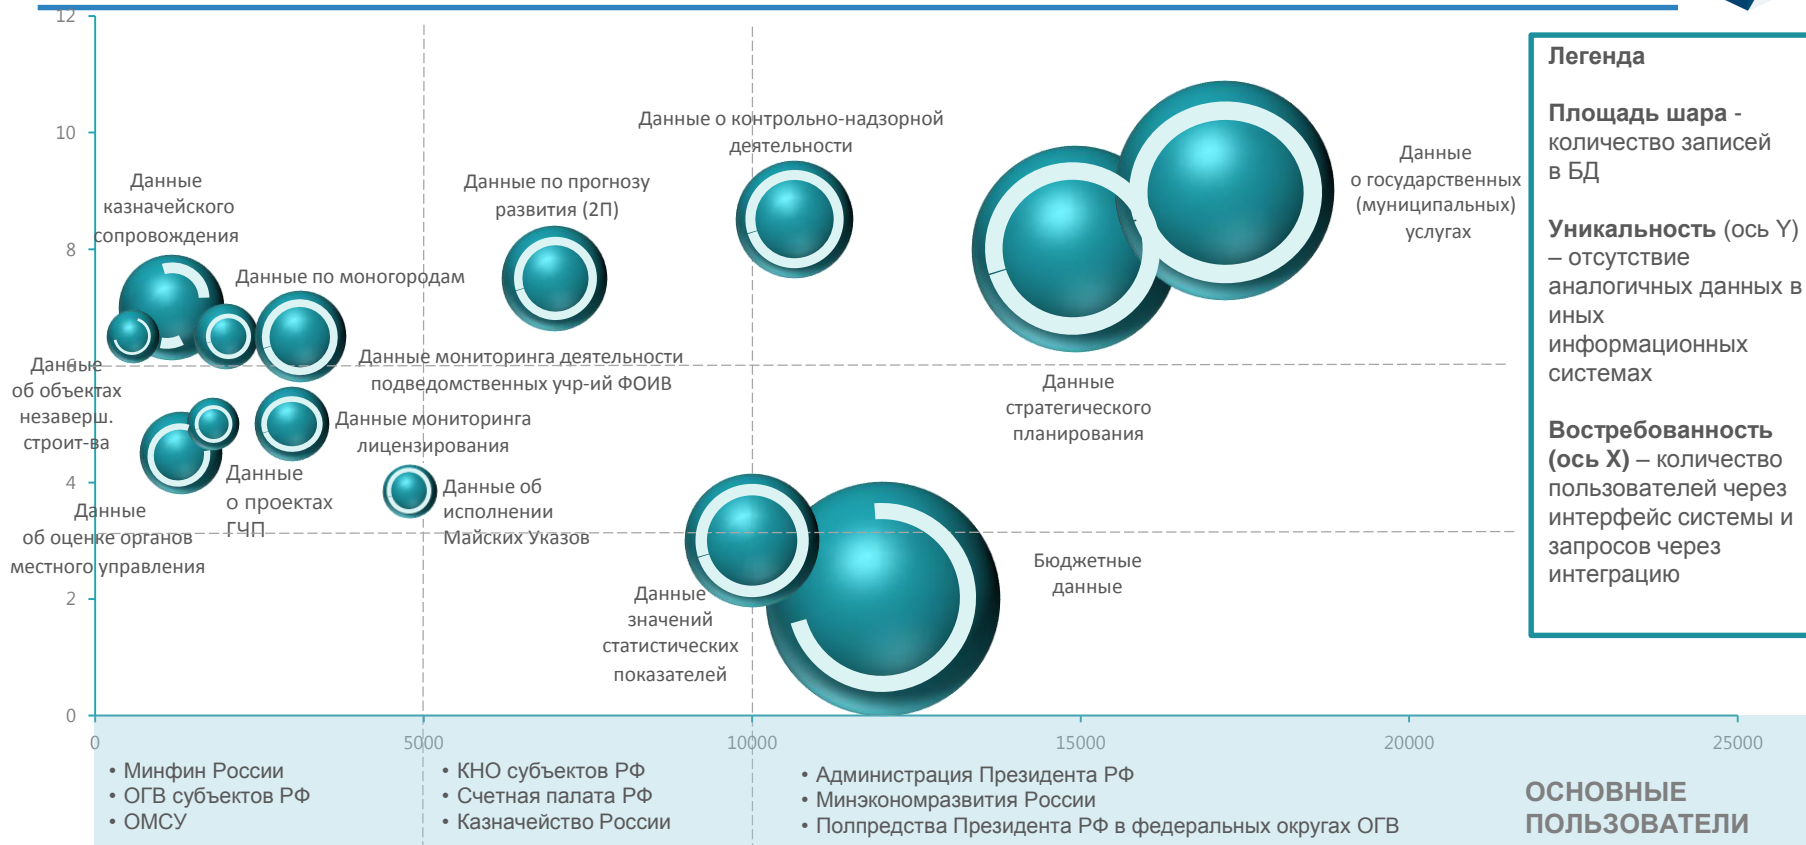 12
10
8
6
4
2
0
0
5000
10000
15000
20000
25000
Данные
казначейского
сопровождения
Данные по моногородам
Данные по прогнозу
развития (2П)
Данные о контрольно-надзорной
деятельности
Данные
о государственных
(муниципальных)
услугах
Данные
об объектах
незаверш.
строит-ва
Данные мониторинга деятельности
подведомственных учр-ий ФОИВ
Данные мониторинга
лицензирования
Данные
стратегического
планирования
Данные
о проектах
ГЧП
Данные об
исполнении
Майских Указов
Данные
об оценке органов
местного управления
Данные
значений
статистических
показателей
Бюджетные
данные
Легенда
Площадь шара -
количество записей
в БД
Уникальность (ось Y)
– отсутствие
аналогичных данных в
иных
информационных
системах
Востребованность
(ось X) – количество
пользователей через
интерфейс системы и
запросов через
интеграцию
• Минфин России
• ОГВ субъектов РФ
• ОМСУ
• КНО субъектов РФ
• Счетная палата РФ
• Казначейство России
• Администрация Президента РФ
• Минэкономразвития России
• Полпредства Президента РФ в федеральных округах ОГВ
ОСНОВНЫЕ
ПОЛЬЗОВАТЕЛИ